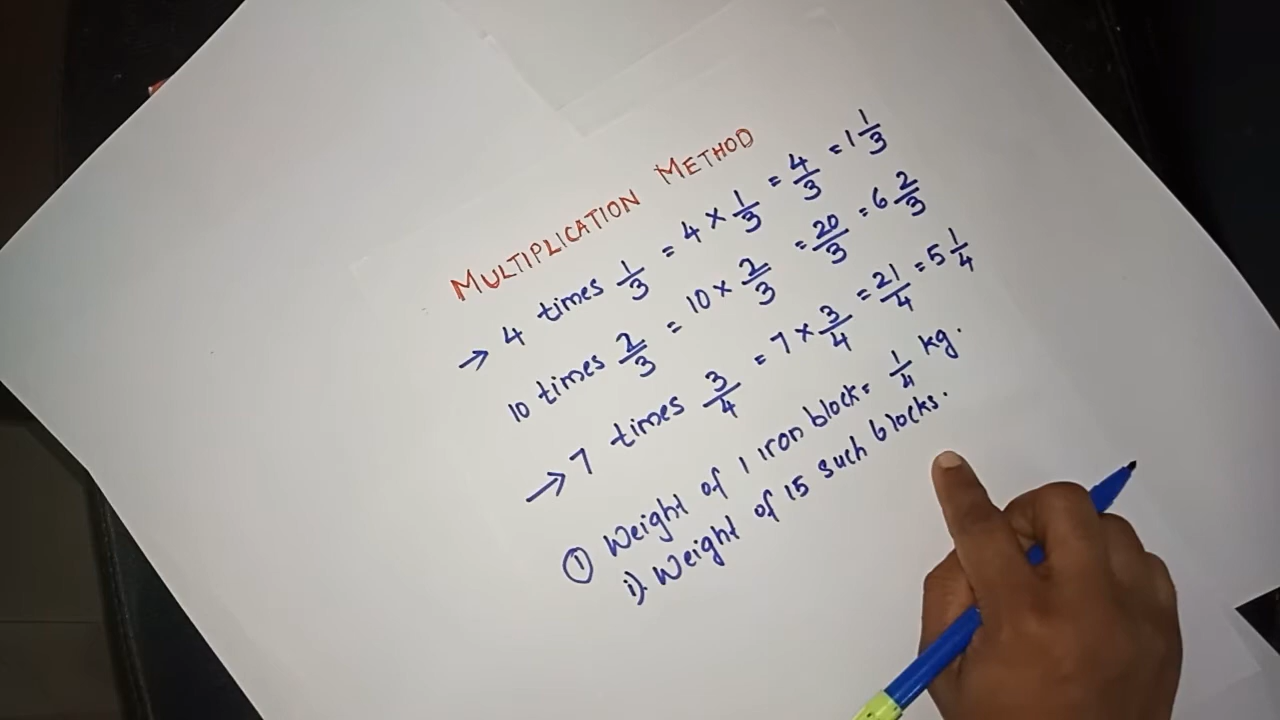 MULTIPLICATION METHOD
→ 4 times 1/3 = 4 × 1/3 = 4/3 = 1 1/3
10 times 2/3 = 10 × 2/3 = 20/3 = 6 2/3
→ 7 times 3/4 = 7 × 3/4 = 21/4 = 5 1/4
① Weight of 1 iron block = 1/4 kg.
i). Weight of 15 such blocks.